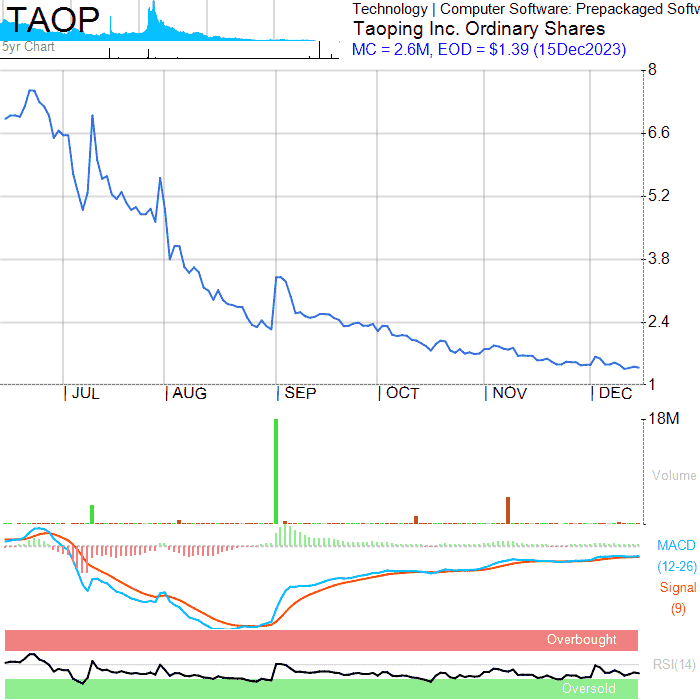 TAOP
5yr Chart
Technology | Computer Software: Prepackaged Softw
Taoping Inc. Ordinary Shares
MC = 2.6M, EOD = $1.39 (15Dec2023)
8
6.6
5.2
3.8
2.4
1
JUL AUG SEP OCT NOV DEC
18M
Volume
MACD
(12-26)
Signal
(9)
Overbought
RSI(14)
Oversold